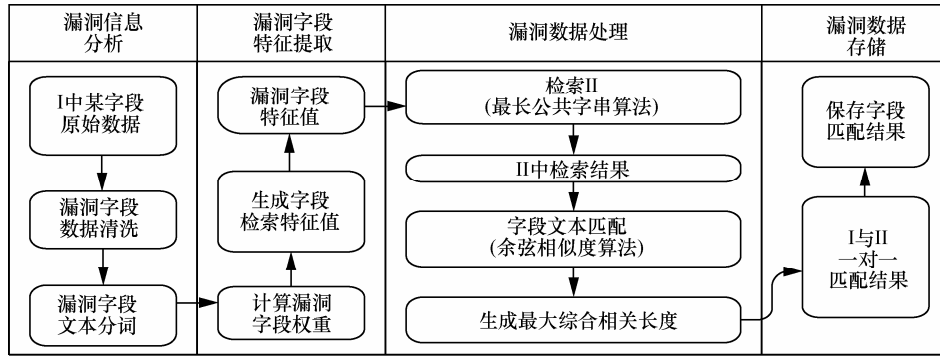 漏洞信息
分析
漏洞字段
特征提取
漏洞数据处理
漏洞数据
存储
I中某字段
原始数据
漏洞字段
数据清洗
漏洞字段
文本分词
漏洞字段
特征值
生成字段
检索特征值
计算漏洞
字段权重
检索II
(最长公共字串算法)
II中检索结果
字段文本匹配
(余弦相似度算法)
生成最大综合相关长度
保存字段
匹配结果
I与II
一对一
匹配结果